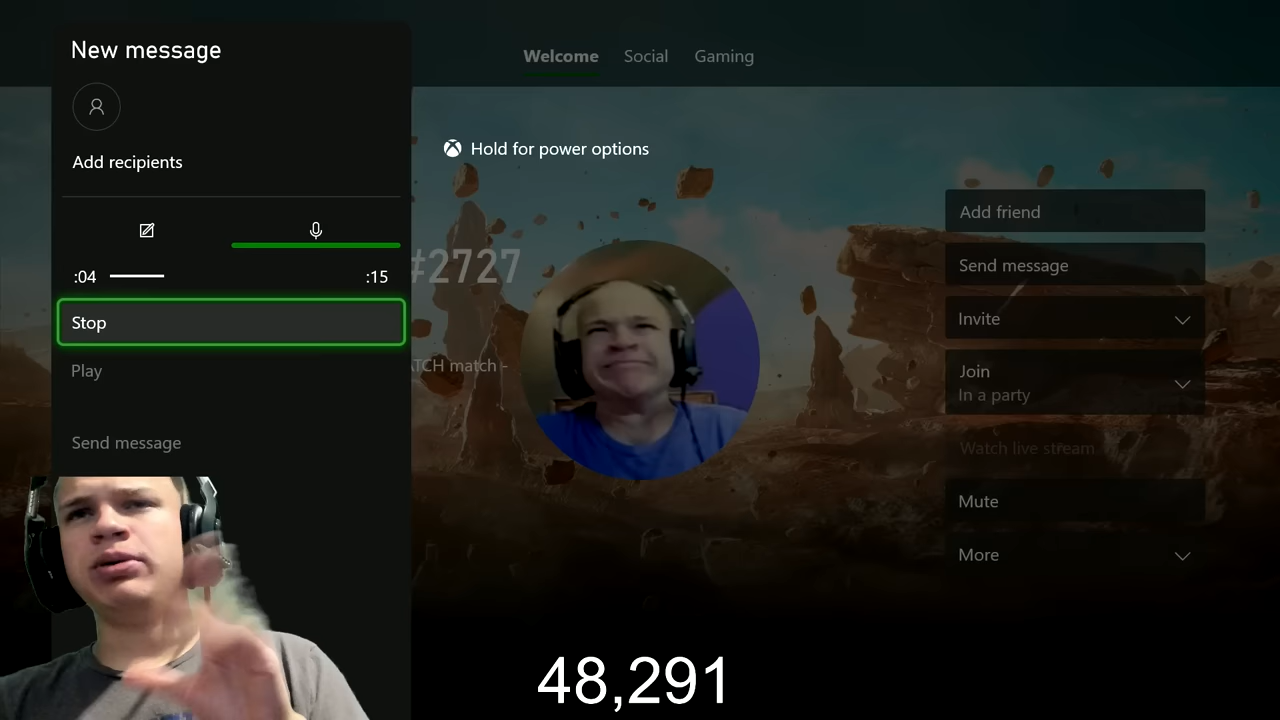 New message
Add recipients
:04
:15
Stop
Play
Send message
Welcome
Social
Gaming
Hold for power options
#2727
TCH match -
Add friend
Send message
Invite
Join
In a party
Watch live stream
Mute
More
48,291